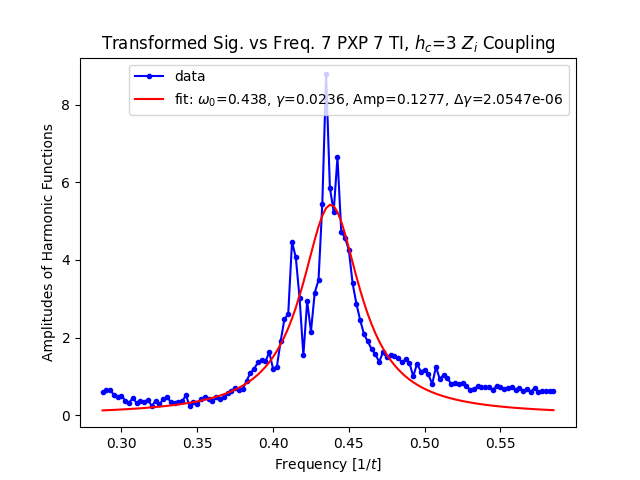 Transformed Sig. vs Freq. 7 PXP 7 TI, $h_c$=3 $Z_i$ Coupling
data
fit: $\omega_0$=0.438, $\gamma$=0.0236, Amp=0.1277, $\Delta\gamma$=2.0547e-06
Amplitudes of Harmonic Functions
8
6
4
2
0
0.30 0.35 0.40 0.45 0.50 0.55
Frequency [1/$t$]